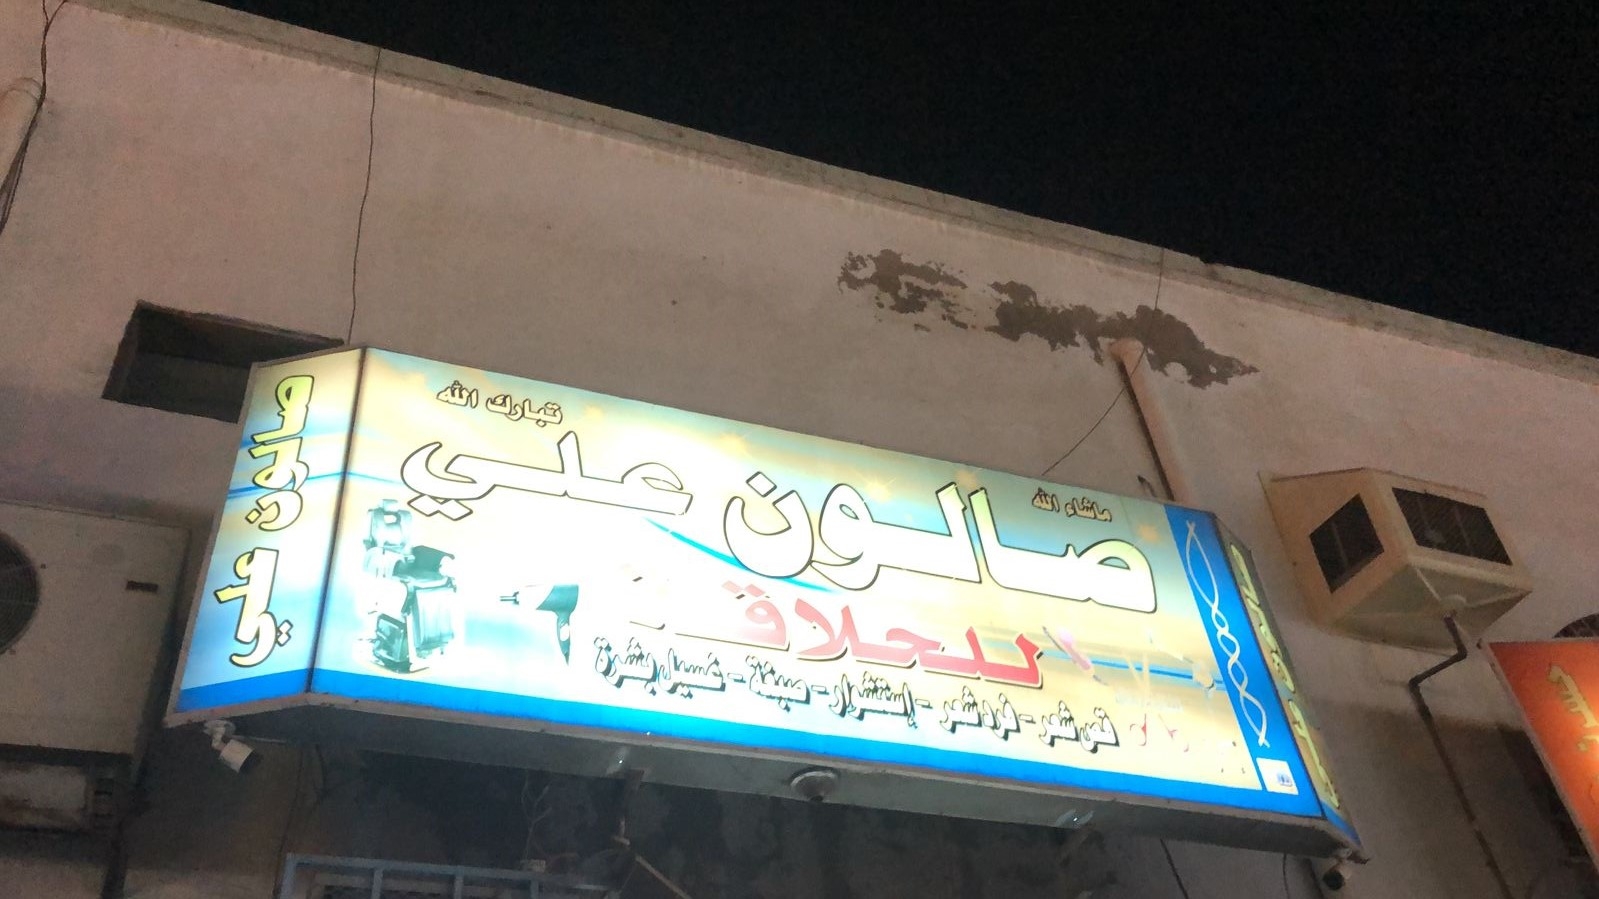 ماشاء الله
تبارك الله
صالون علي
للحلاقة
قص شعر - فرد شعر - إستشوار - صبغة - غسيل بشرة
صالون علي